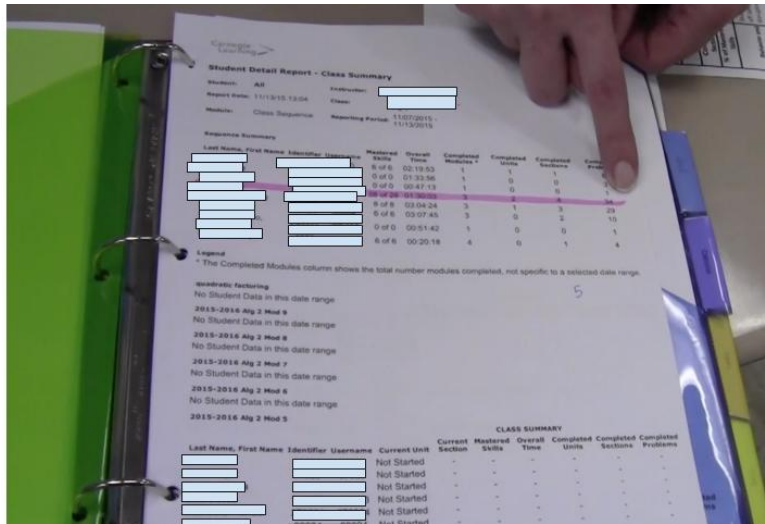 Carnegie
Learning
Student Detail Report - Class Summary
Student: All Instructor:
Report Date: 11/13/15 12:04 Class:
Module: Class Sequence Reporting Period: 11/07/2015 -
11/13/2015
Sequence Summary
Last Name, First Name Identifier Username Mastered Skills Overall Time Completed Modules * Completed Units Completed Sections
6 of 6 02:19:53 1 1 1
0 of 0 01:33:56 1 0 0
0 of 0 00:47:13 1 0 0 1
3 2 4
6 of 6 03:04:24 3 1 3 29
6 of 6 03:07:45 3 0 2 10
0 of 0 00:51:42 1 0 0 1
6 of 6 00:20:18 4 0 1 4
Legend
* The Completed Modules column shows the total number modules completed, not specific to a selected date range.
5
quadratic factoring
No Student Data in this date range
2015-2016 Alg 2 Mod 9
No Student Data in this date range
2015-2016 Alg 2 Mod 8
No Student Data in this date range
2015-2016 Alg 2 Mod 7
No Student Data in this date range
2015-2016 Alg 2 Mod 6
No Student Data in this date range
2015-2016 Alg 2 Mod 5
CLASS SUMMARY
Last Name, First Name Identifier Username Current Unit Current Section Mastered Skills Overall Time Completed Units Completed Sections Completed Problems
Not Started - - - - - -
Not Started - - - - - -
Not Started - - - - - -
Not Started - - - - - -
Not Started - - - - - -
Not Started - - - - - -